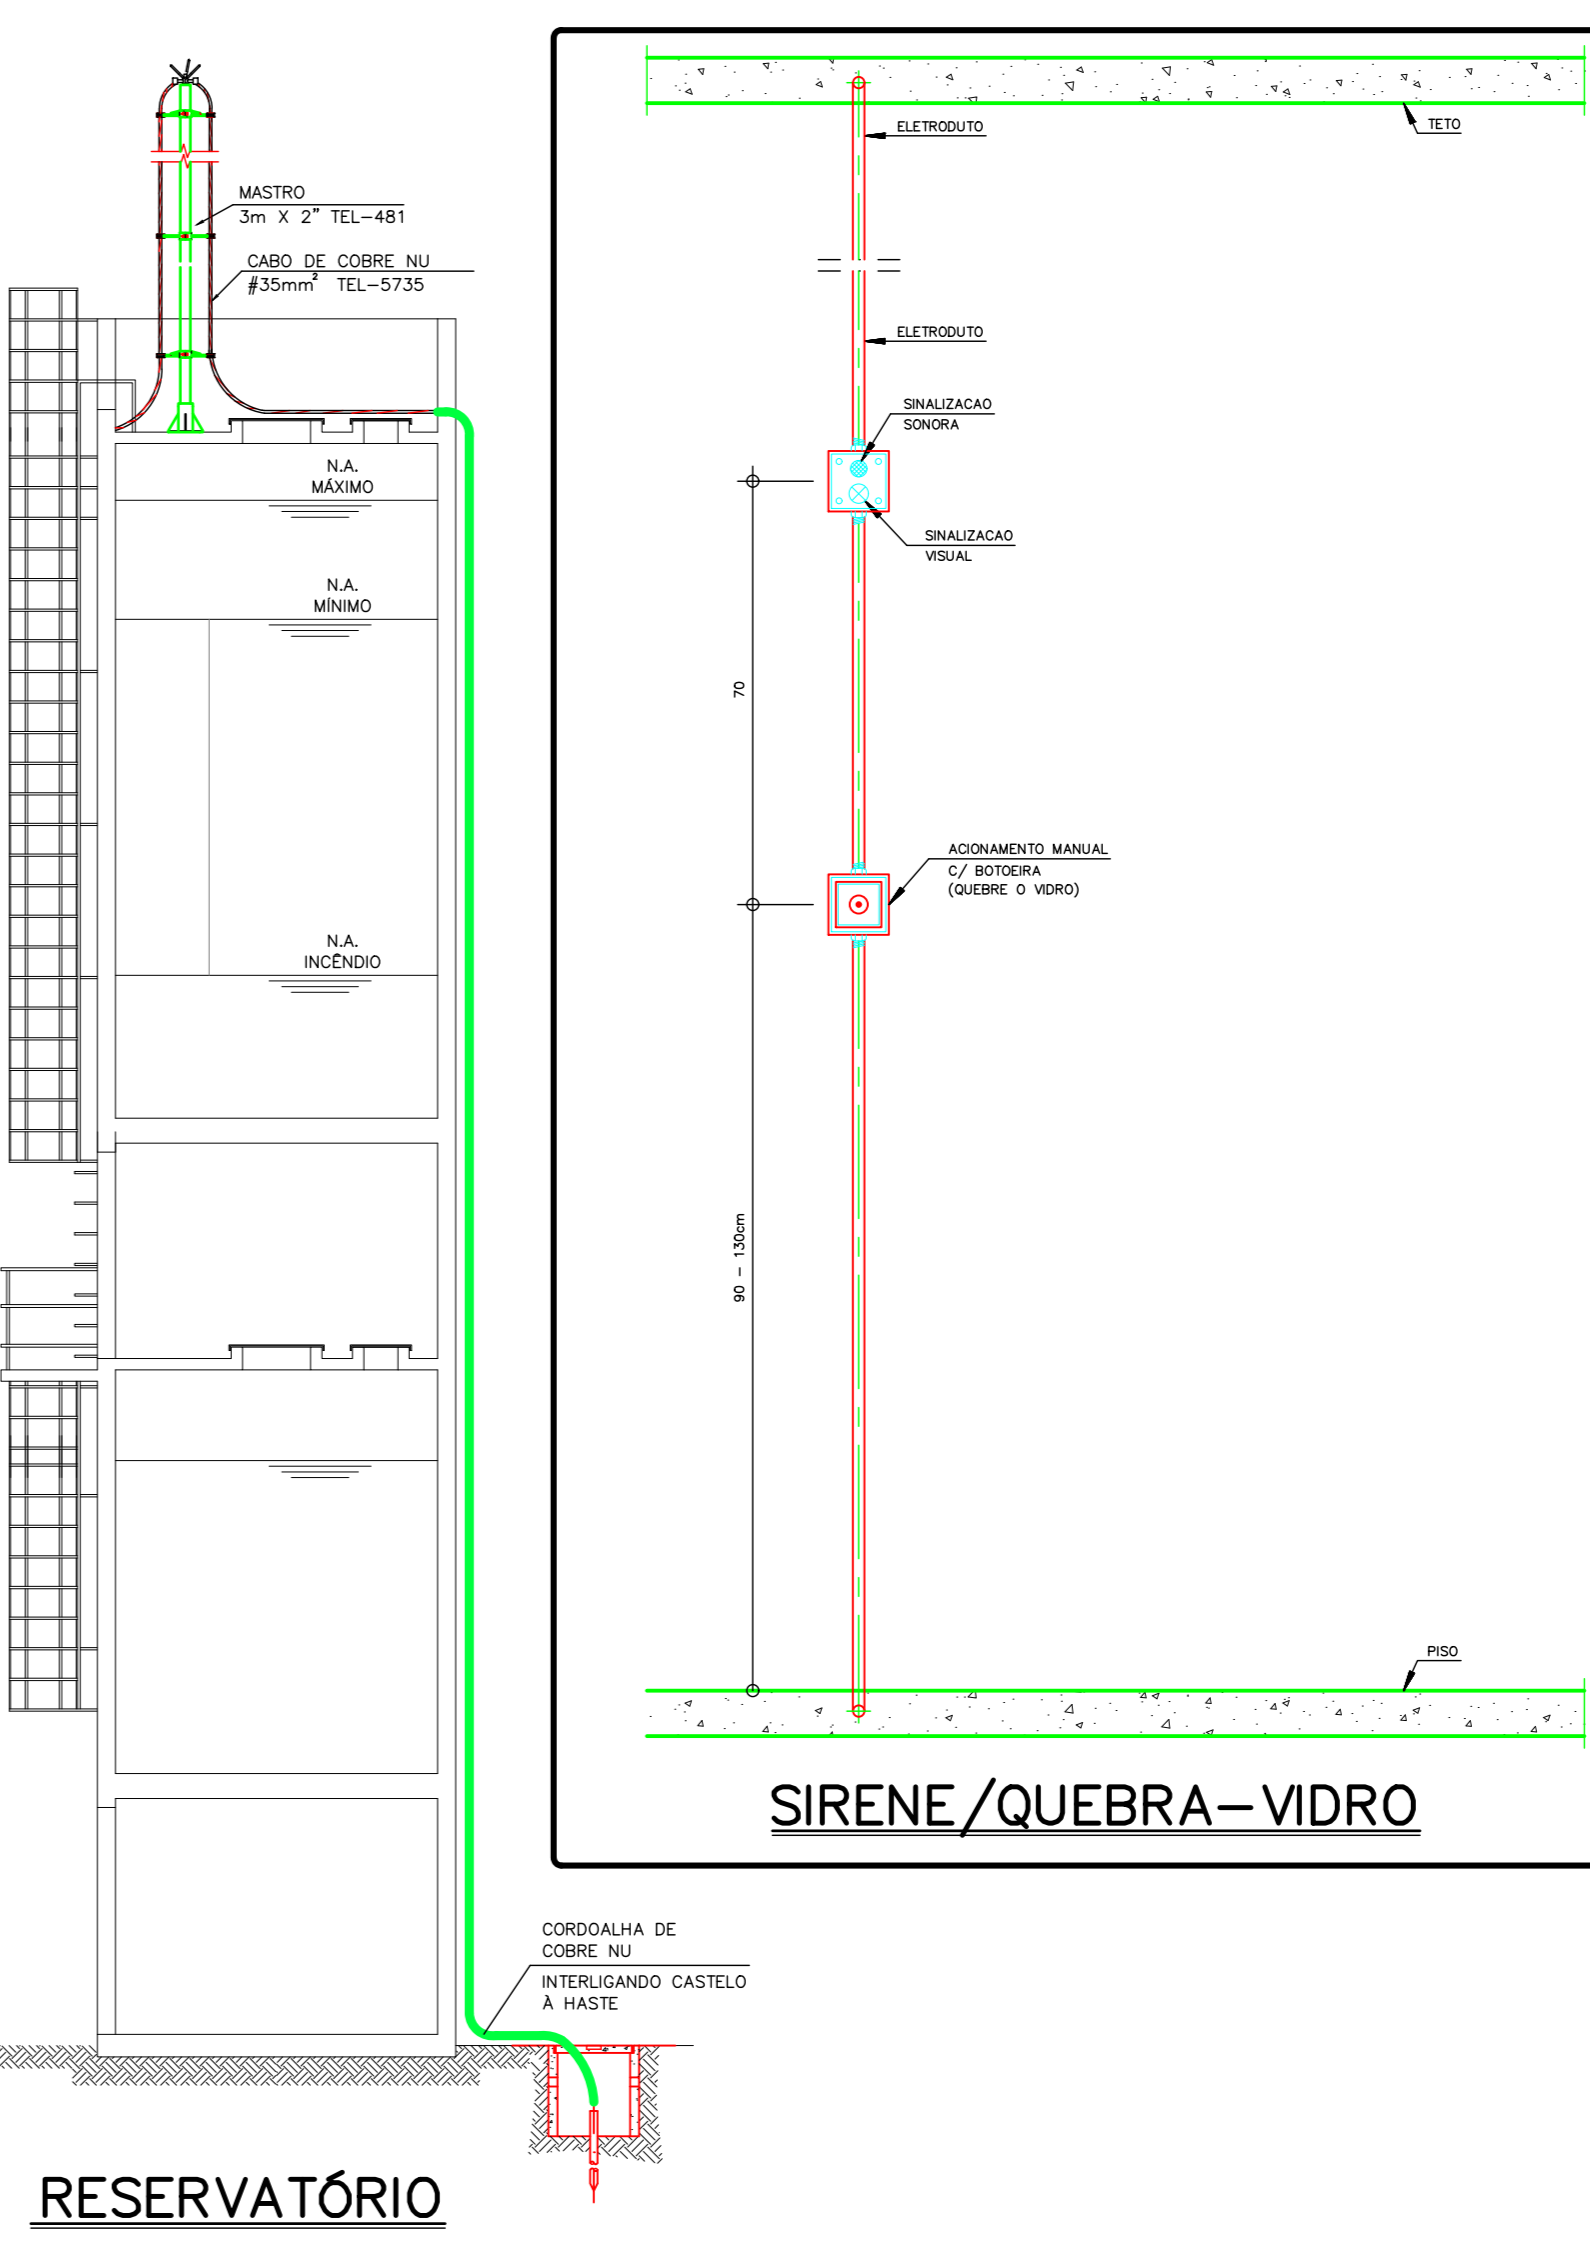 MASTRO
3m X 2" TEL-481
CABO DE COBRE NU
#35mm² TEL-5735
N.A.
MÁXIMO
N.A.
MÍNIMO
N.A.
INCÊNDIO
CORDOALHA DE
COBRE NU
INTERLIGANDO CASTELO
À HASTE
RESERVATÓRIO
ELETRODUTO
TETO
ELETRODUTO
SINALIZACAO
SONORA
SINALIZACAO
VISUAL
70
ACIONAMENTO MANUAL
C/ BOTOEIRA
(QUEBRE O VIDRO)
90 - 130cm
PISO
SIRENE/QUEBRA-VIDRO